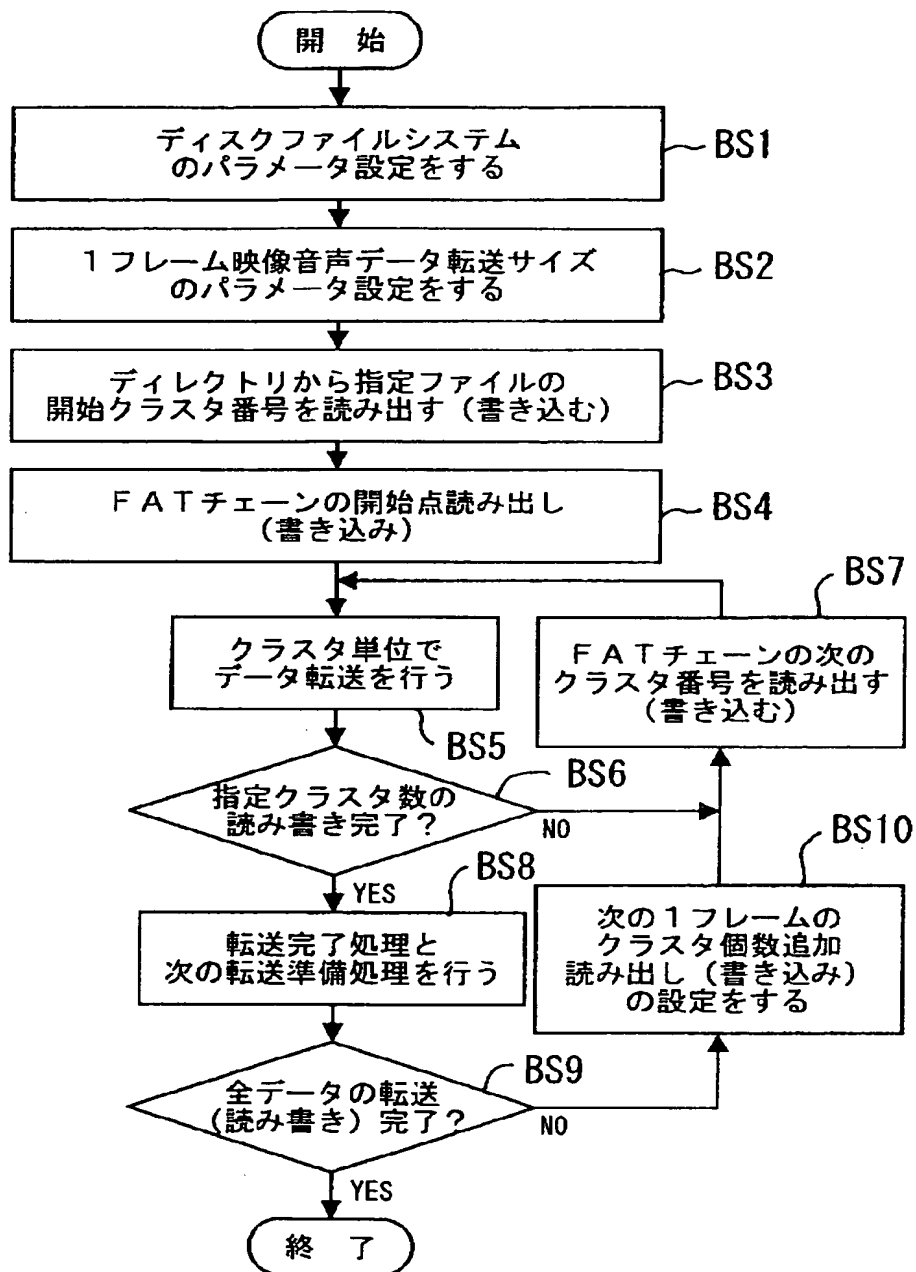 開 始
ディスクファイルシステム
のパラメータ設定をする
BS1
1フレーム映像音声データ転送サイズ
のパラメータ設定をする
BS2
ディレクトリから指定ファイルの
開始クラスタ番号を読み出す(書き込む)
BS3
FATチェーンの開始点読み出し
(書き込み)
BS4
クラスタ単位で
データ転送を行う
BS5
FATチェーンの次の
クラスタ番号を読み出す
(書き込む)
BS7
指定クラスタ数の
読み書き完了?
BS6
NO
YES
転送完了処理と
次の転送準備処理を行う
BS8
次の1フレームの
クラスタ個数追加
読み出し(書き込み)
の設定をする
BS10
全データの転送
(読み書き)完了?
BS9
NO
YES
終 了